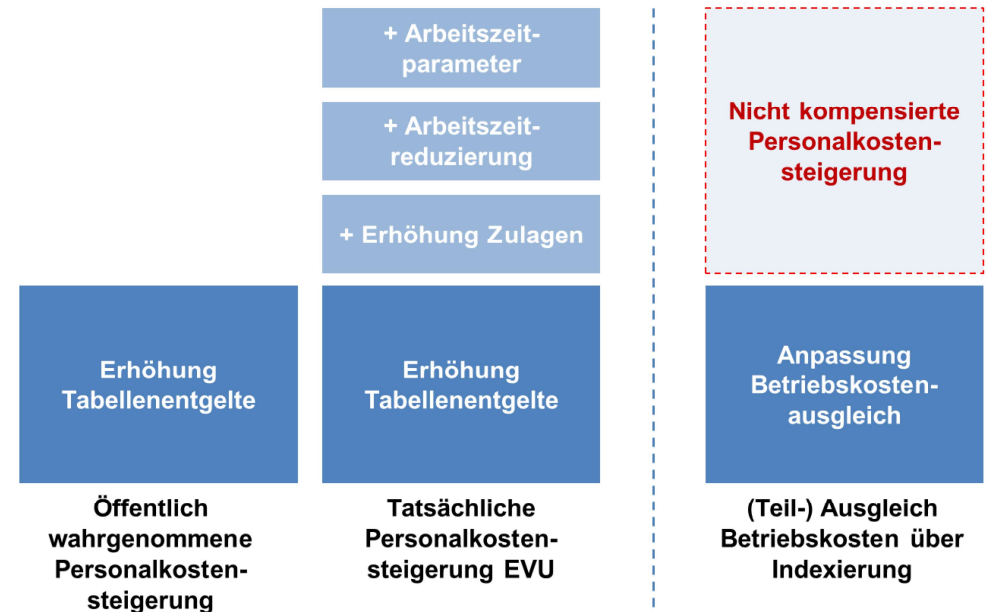 + Arbeitszeit-
parameter
+ Arbeitszeit-
reduzierung
+ Erhöhung Zulagen
Nicht kompensierte
Personalkosten-
steigerung
Erhöhung
Tabellenentgelte
Erhöhung
Tabellenentgelte
Anpassung
Betriebskosten-
ausgleich
Öffentlich
wahrgenommene
Personalkosten-
steigerung
Tatsächliche
Personalkosten-
steigerung EVU
(Teil-) Ausgleich
Betriebskosten über
Indexierung